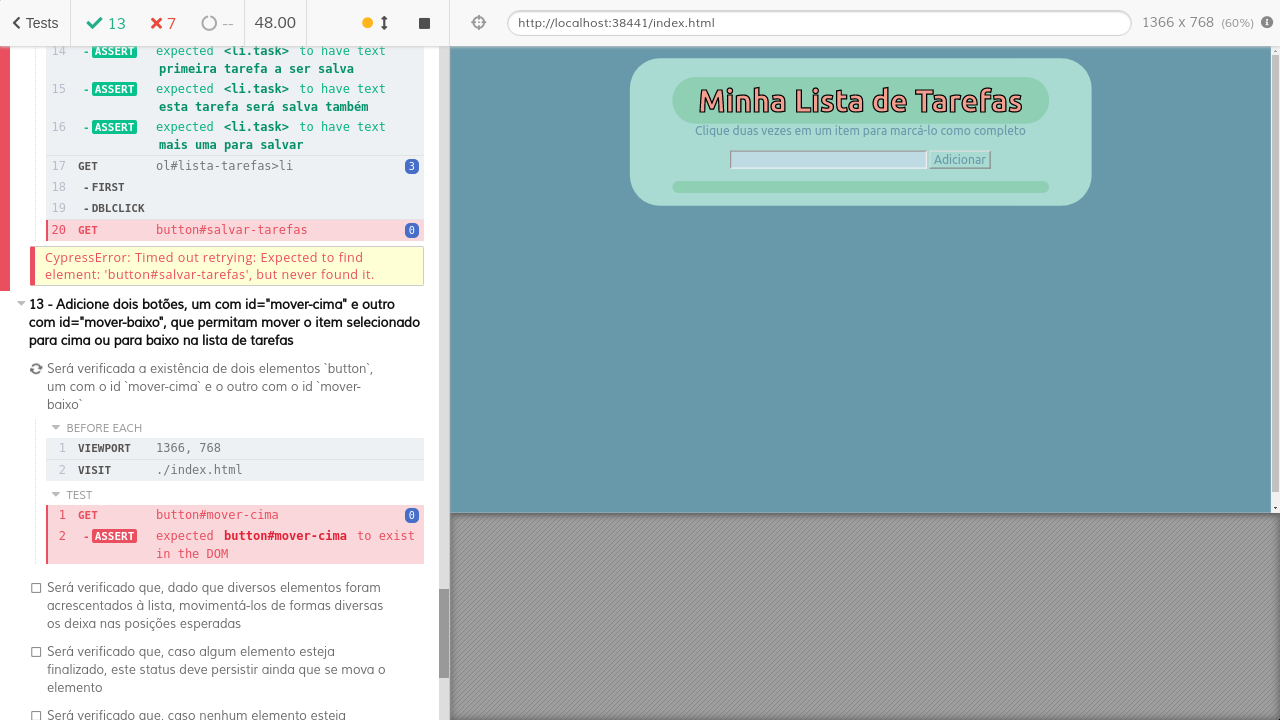 Tests
13
7
--
48.00
http://localhost:38441/index.html
1366 x 768 (60%)
14 - ASSERT expected <li.task> to have text
primeira tarefa a ser salva
15 - ASSERT expected <li.task> to have text
esta tarefa será salva também
16 - ASSERT expected <li.task> to have text
mais uma para salvar
17 GET ol#lista-tarefas>li 3
18 - FIRST
19 - DBLCLICK
20 GET button#salvar-tarefas 0
CypressError: Timed out retrying: Expected to find
element: 'button#salvar-tarefas', but never found it.
13 - Adicione dois botões, um com id="mover-cima" e outro
com id="mover-baixo", que permitam mover o item selecionado
para cima ou para baixo na lista de tarefas
Será verificada a existência de dois elementos `button`,
um com o id `mover-cima` e o outro com o id `mover-
baixo`
BEFORE EACH
1 VIEWPORT 1366, 768
2 VISIT ./index.html
TEST
1 GET button#mover-cima 0
2 - ASSERT expected button#mover-cima to exist
in the DOM
Será verificado que, dado que diversos elementos foram
acrescentados à lista, movimentá-los de formas diversas
os deixa nas posições esperadas
Será verificado que, caso algum elemento esteja
finalizado, este status deve persistir ainda que se mova o
elemento
Será verificado que, caso nenhum elemento esteja
Minha Lista de Tarefas
Clique duas vezes em um item para marcá-lo como completo
Adicionar